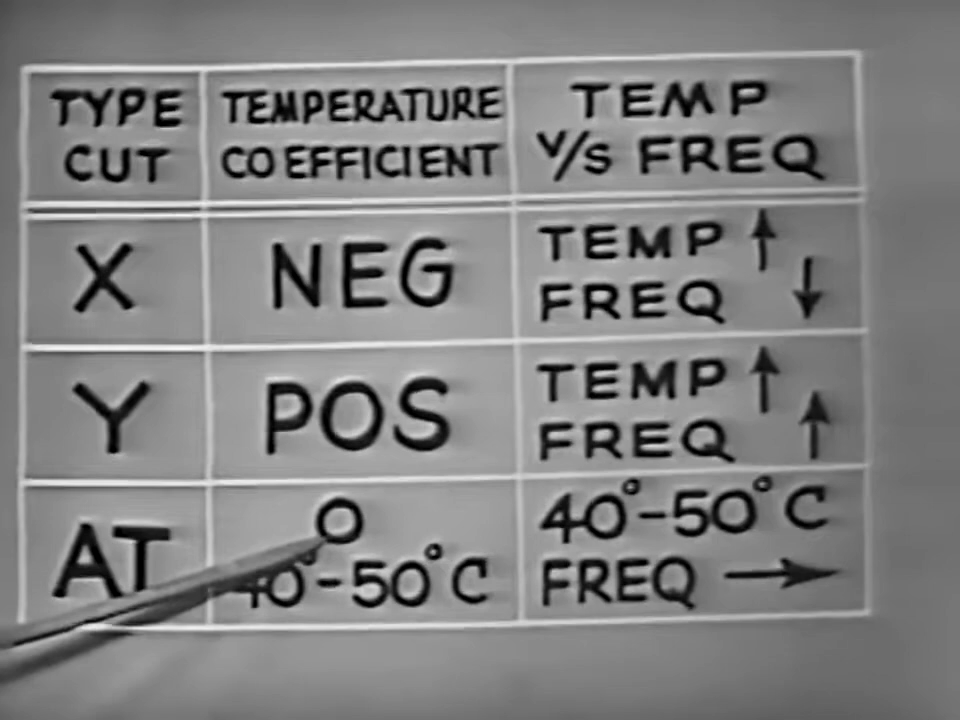 TYPE CUT
TEMPERATURE COEFFICIENT
TEMP V/S FREQ
X
NEG
TEMP ↑
FREQ ↓
Y
POS
TEMP ↑
FREQ ↑
AT
O
40°-50°C
40°-50°C
FREQ →